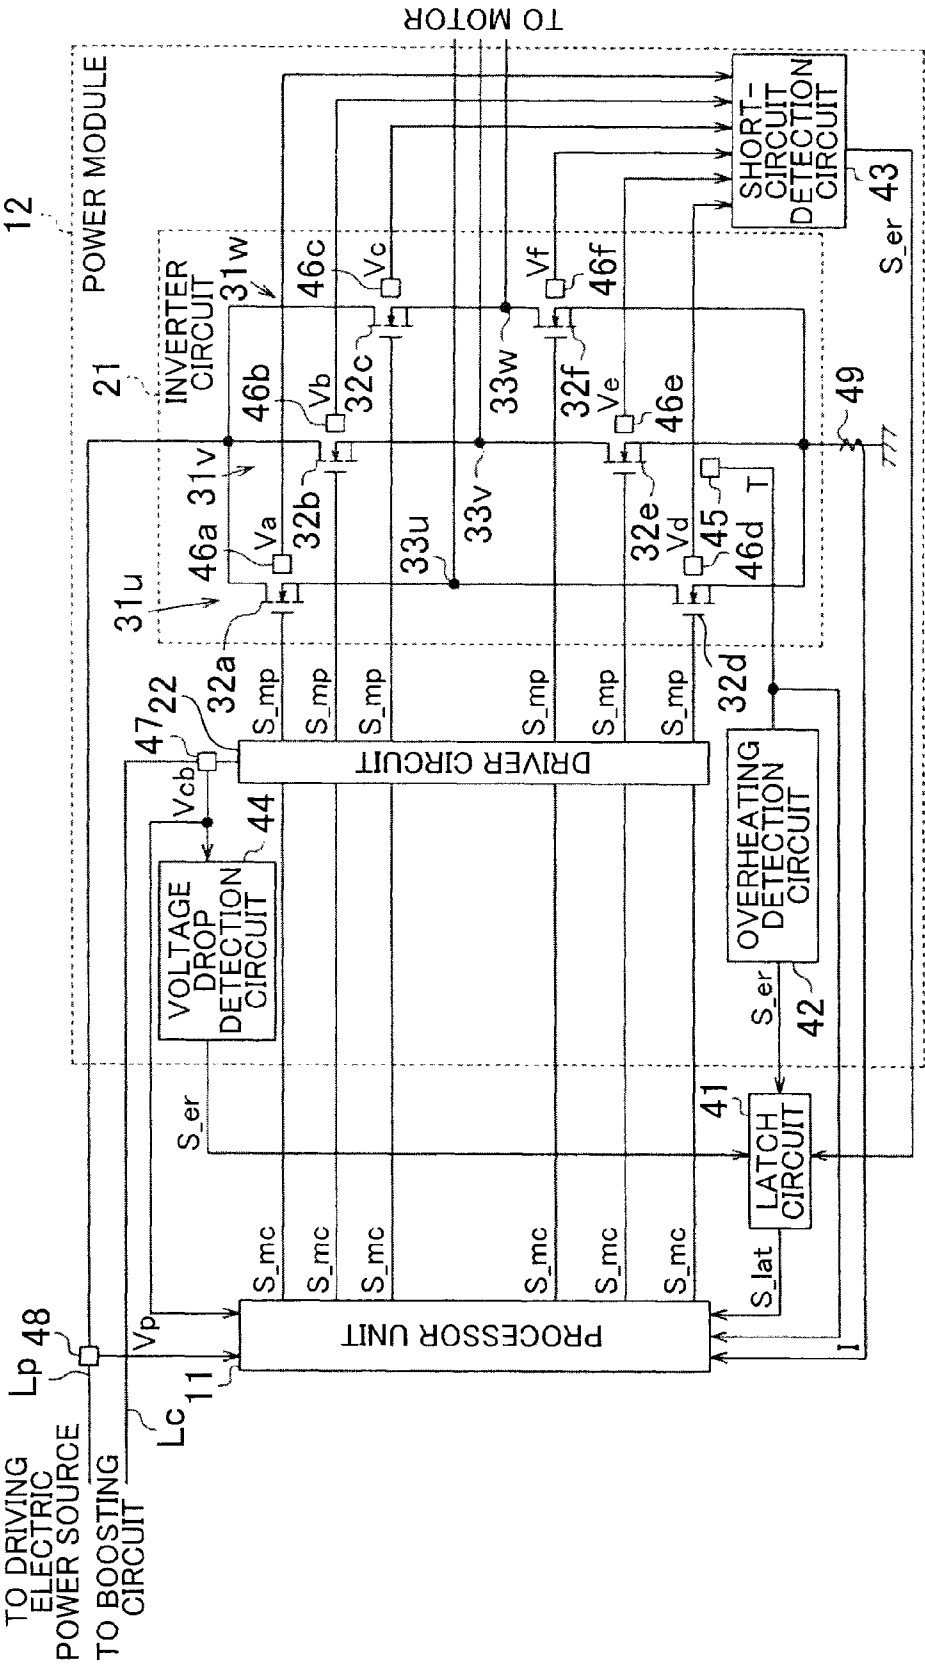 12
POWER MODULE
21
INVERTER
CIRCUIT
TO DRIVING
ELECTRIC
POWER SOURCE
TO BOOSTING
CIRCUIT
Lp
48
Lc
Vp
11
PROCESSOR UNIT
S_mc
S_mc
S_mc
S_mc
S_mc
S_mc
S_lat
I
S_er
VOLTAGE
DROP
DETECTION
CIRCUIT
44
Vcb
47
22
DRIVER CIRCUIT
S_mp
S_mp
S_mp
S_mp
S_mp
S_mp
41
LATCH
CIRCUIT
S_er
42
OVERHEATING
DETECTION
CIRCUIT
31u
32a
46a
Va
31v
32b
46b
Vb
31w
32c
46c
Vc
33u
33v
33w
32d
46d
Vd
32e
46e
Ve
32f
46f
Vf
45
T
49
SHORT-
CIRCUIT
DETECTION
CIRCUIT
43
S_er
TO MOTOR